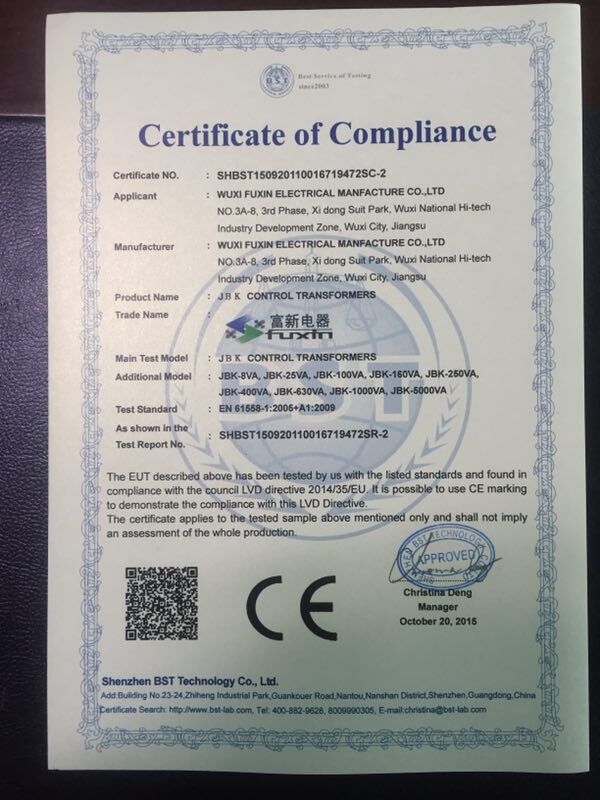 B.S.T
Best Service of Testing
since2003
Certificate of Compliance
Certificate NO. : SHBST150920110016719472SC-2
Applicant : WUXI FUXIN ELECTRICAL MANFACTURE CO.,LTD
NO.3A-8, 3rd Phase, Xi dong Suit Park, Wuxi National Hi-tech
Industry Development Zone, Wuxi City, Jiangsu
Manufacturer : WUXI FUXIN ELECTRICAL MANFACTURE CO.,LTD
NO.3A-8, 3rd Phase, Xi dong Suit Park, Wuxi National Hi-tech
Industry Development Zone, Wuxi City, Jiangsu
Product Name : JBK CONTROL TRANSFORMERS
Trade Name :
富新电器
fuxin
Main Test Model : JBK CONTROL TRANSFORMERS
Additional Model : JBK-8VA, JBK-25VA, JBK-100VA, JBK-160VA, JBK-250VA,
JBK-400VA, JBK-630VA, JBK-1000VA, JBK-5000VA
Test Standard : EN 61558-1:2005+A1:2009
As shown in the
Test Report No. : SHBST150920110016719472SR-2
BST
The EUT described above has been tested by us with the listed standards and found in
compliance with the council LVD directive 2014/35/EU. It is possible to use CE marking
to demonstrate the compliance with this LVD Directive.
The certificate applies to the tested sample above mentioned only and shall not imply
an assessment of the whole production.
APPROVED
CE
Christina Deng
Manager
October 20, 2015
Shenzhen BST Technology Co., Ltd.
Add:Building No.23-24,Zhiheng Industrial Park,Guankouer Road,Nantou,Nanshan District,Shenzhen,Guangdong,China
Certificate Search: http://www.bst-lab.com, Tel: 400-882-9628, 8009990305, E-mail:christina@bst-lab.com